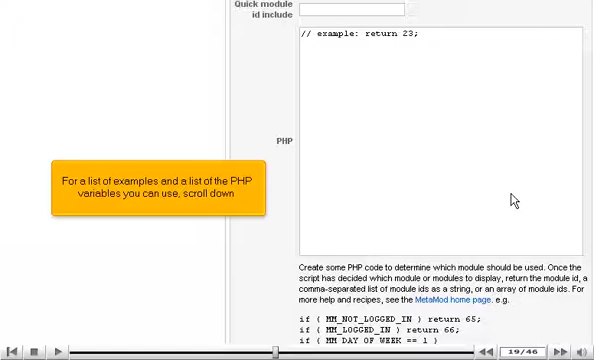 Quick module
id include
// example: return 23;
PHP
For a list of examples and a list of the PHP
variables you can use, scroll down
Create some PHP code to determine which module should be used. Once the
script has decided which module or modules to display, return the module id, a
comma-separated list of module ids as a string, or an array of module ids. For
more help and recipes, see the MetaMod home page. e.g.
if ( MM_NOT_LOGGED_IN ) return 65;
if ( MM_LOGGED_IN ) return 66;
if ( MM_DAY_OF_WEEK == 1 )
19/46